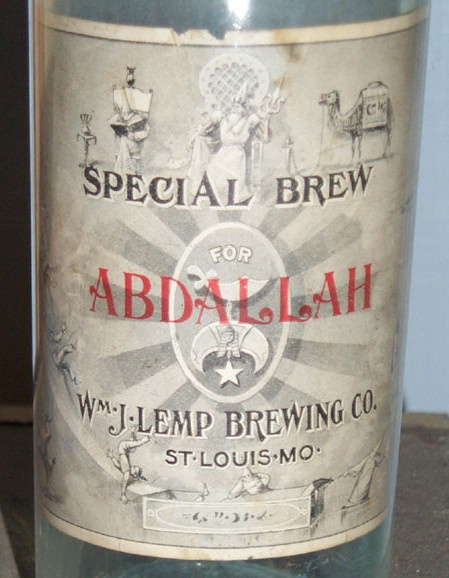 SPECIAL BREW
FOR
ABDALLAH
WM. J. LEMP BREWING CO.
ST. LOUIS. MO.